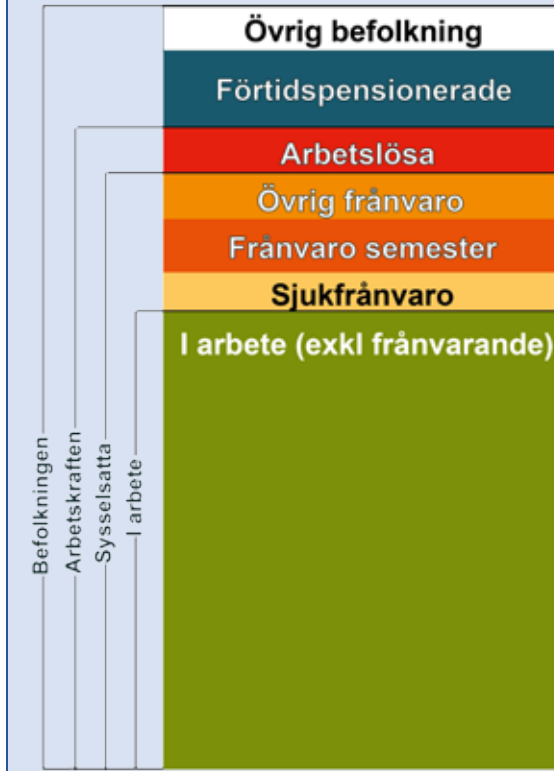 Övrig befolkning
Förtidspensionerade
Arbetslösa
Övrig frånvaro
Frånvaro semester
Sjukfrånvaro
I arbete (exkl frånvarande)
Befolkningen
Arbetskraften
Sysselsatta
I arbete